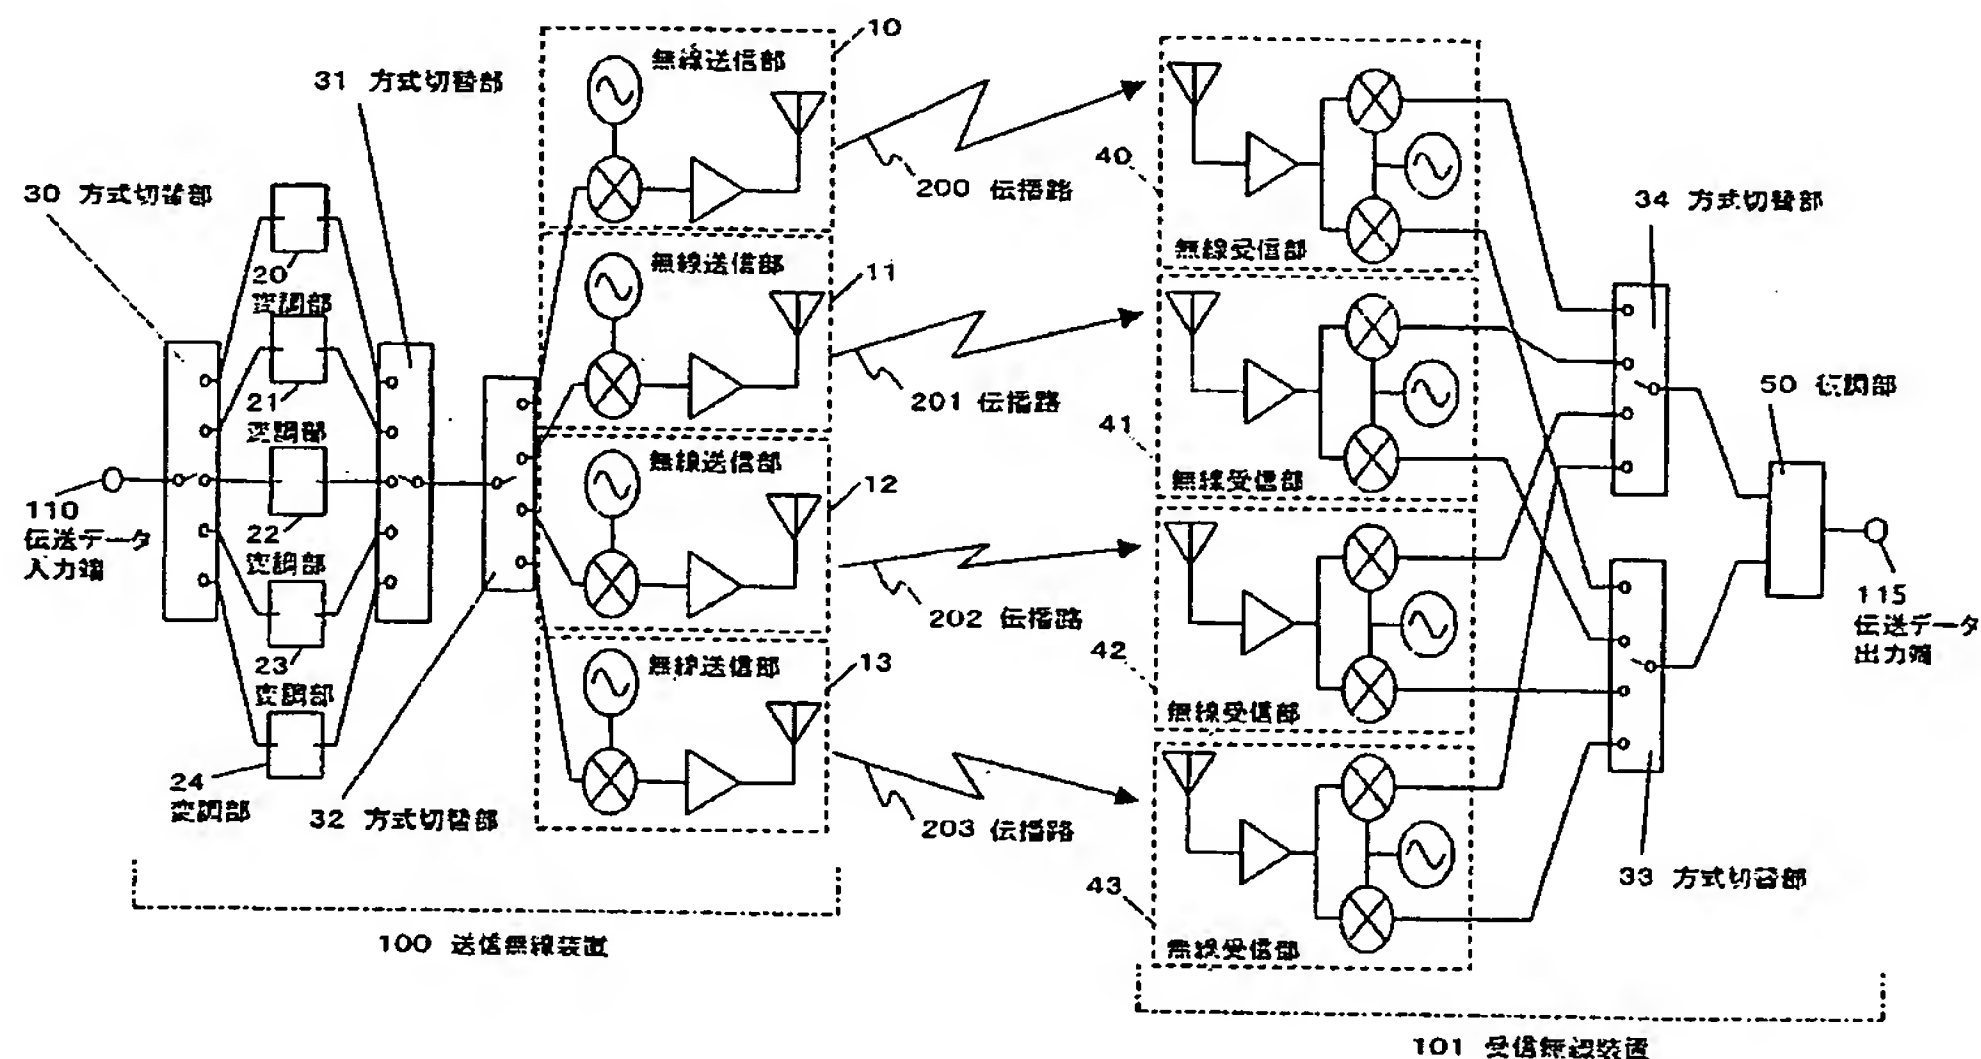 31 方式切替部
30 方式切替部
20
変調部
21
変調部
22
変調部
23
変調部
24
変調部
110
伝送データ
入力端
32 方式切替部
無線送信部
10
無線送信部
11
無線送信部
12
無線送信部
13
200 伝播路
201 伝播路
202 伝播路
203 伝播路
100 送信無線装置
40
無線受信部
41
無線受信部
42
無線受信部
43
無線受信部
34 方式切替部
50
115
伝送データ
出力端
33 方式切替部
101 受信無線装置